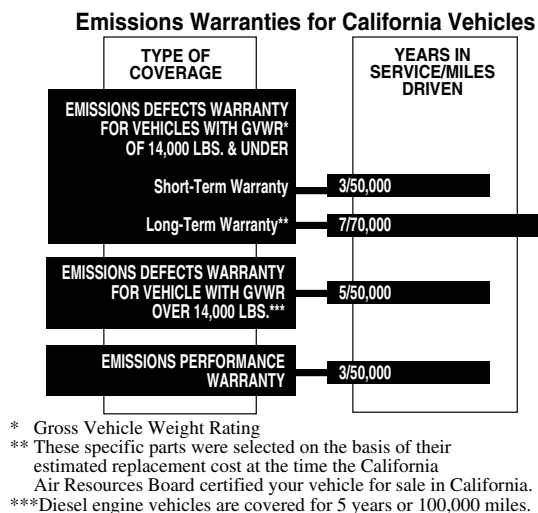 Emissions Warranties for California Vehicles
TYPE OF
COVERAGE
YEARS IN
SERVICE/MILES
DRIVEN
EMISSIONS DEFECTS WARRANTY
FOR VEHICLES WITH GVWR*
OF 14,000 LBS. & UNDER
Short-Term Warranty
3/50,000
Long-Term Warranty**
7/70,000
EMISSIONS DEFECTS WARRANTY
FOR VEHICLE WITH GVWR
OVER 14,000 LBS.***
5/50,000
EMISSIONS PERFORMANCE
WARRANTY
3/50,000
* Gross Vehicle Weight Rating
** These specific parts were selected on the basis of their
estimated replacement cost at the time the California
Air Resources Board certified your vehicle for sale in California.
***Diesel engine vehicles are covered for 5 years or 100,000 miles.